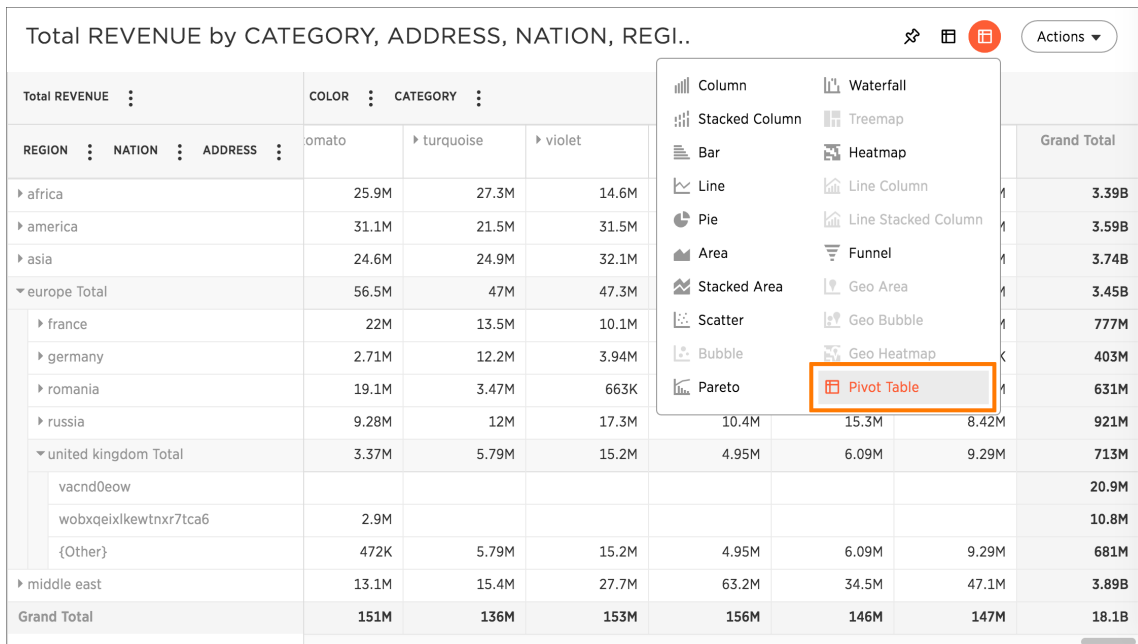 Total REVENUE by CATEGORY, ADDRESS, NATION, REGI..
Actions
Total REVENUE COLOR CATEGORY
REGION NATION ADDRESS
omato turquoise violet Grand Total
Column Waterfall
Stacked Column Treemap
Bar Heatmap
Line Line Column
Pie Line Stacked Column
Area Funnel
Stacked Area Geo Area
Scatter Geo Bubble
Bubble Geo Heatmap
Pareto Pivot Table
africa 25.9M 27.3M 14.6M 3.39B
america 31.1M 21.5M 31.5M 3.59B
asia 24.6M 24.9M 32.1M 3.74B
europe Total 56.5M 47M 47.3M 3.45B
france 22M 13.5M 10.1M 777M
germany 2.71M 12.2M 3.94M 403M
romania 19.1M 3.47M 663K 631M
russia 9.28M 12M 17.3M 10.4M 15.3M 8.42M 921M
united kingdom Total 3.37M 5.79M 15.2M 4.95M 6.09M 9.29M 713M
vacnd0eow 20.9M
wobxqeixlkewtnxr7tca6 2.9M 10.8M
{Other} 472K 5.79M 15.2M 4.95M 6.09M 9.29M 681M
middle east 13.1M 15.4M 27.7M 63.2M 34.5M 47.1M 3.89B
Grand Total 151M 136M 153M 156M 146M 147M 18.1B